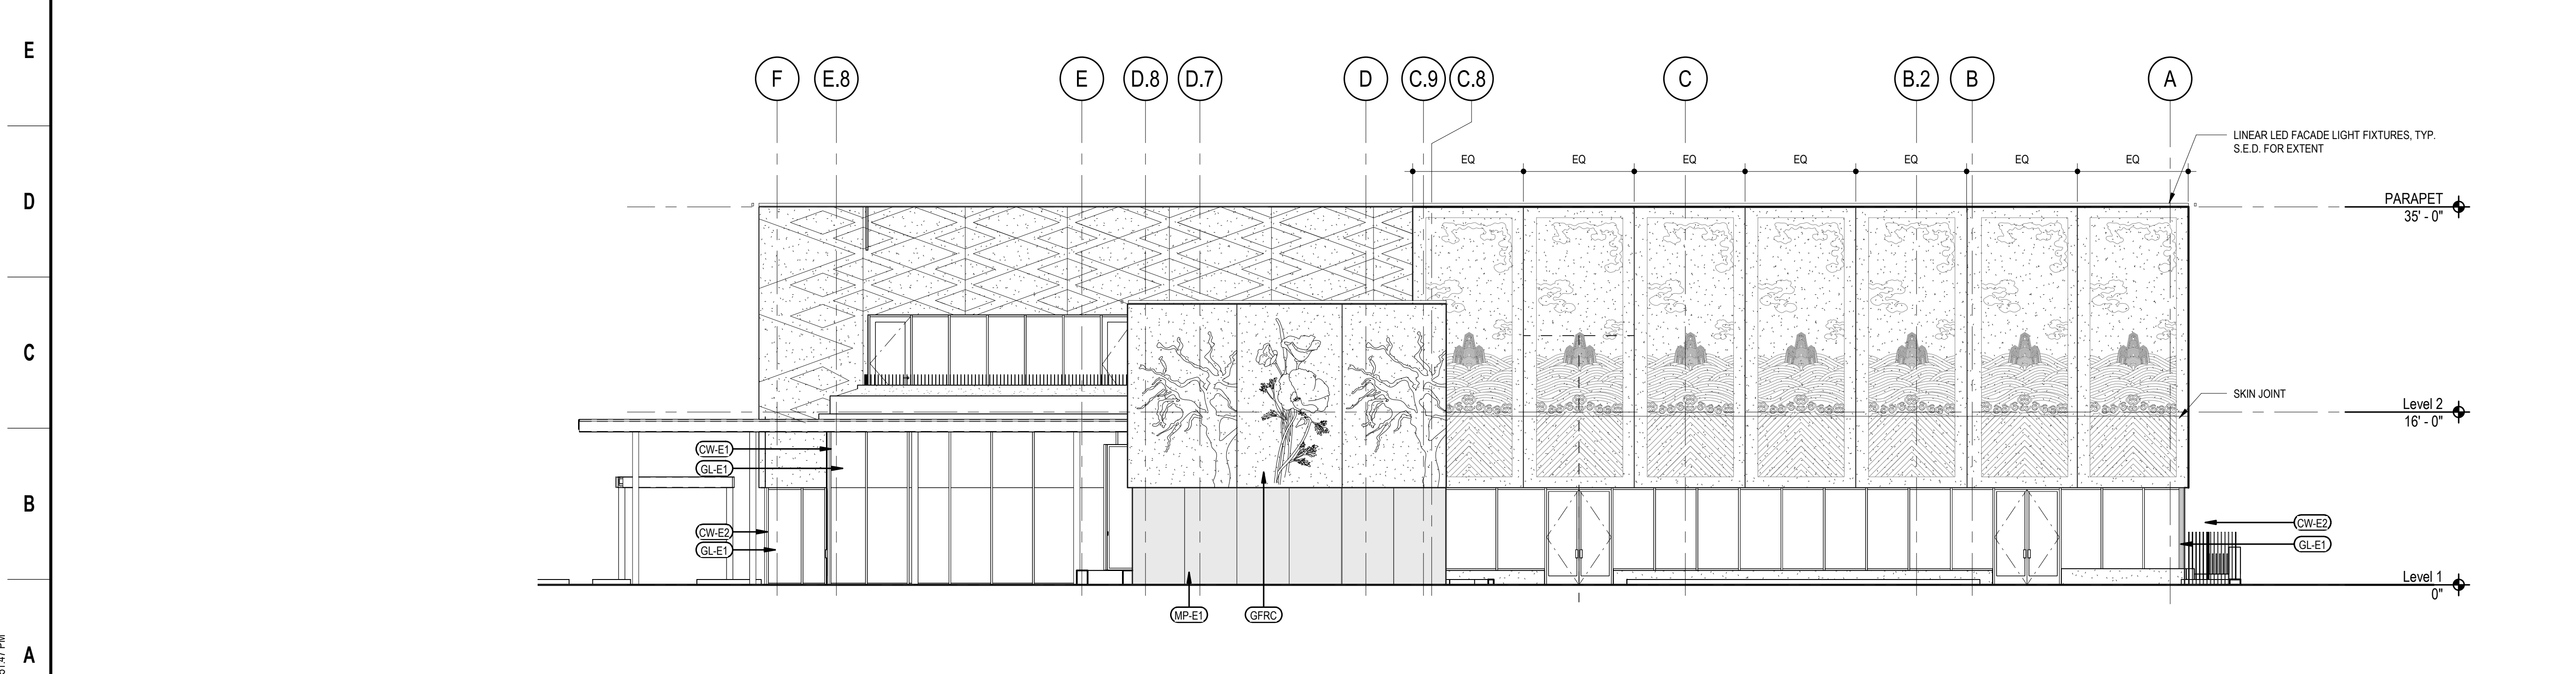 E
D
C
B
A
F
E.8
E
D.8
D.7
D
C.9
C.8
C
B.2
B
A
LINEAR LED FACADE LIGHT FIXTURES, TYP.
S.E.D. FOR EXTENT
EQ
EQ
EQ
EQ
EQ
EQ
EQ
PARAPET
35' - 0"
SKIN JOINT
Level 2
16' - 0"
CW-E1
GL-E1
CW-E2
GL-E1
CW-E2
GL-E1
Level 1
0"
MP-E1
GFRC